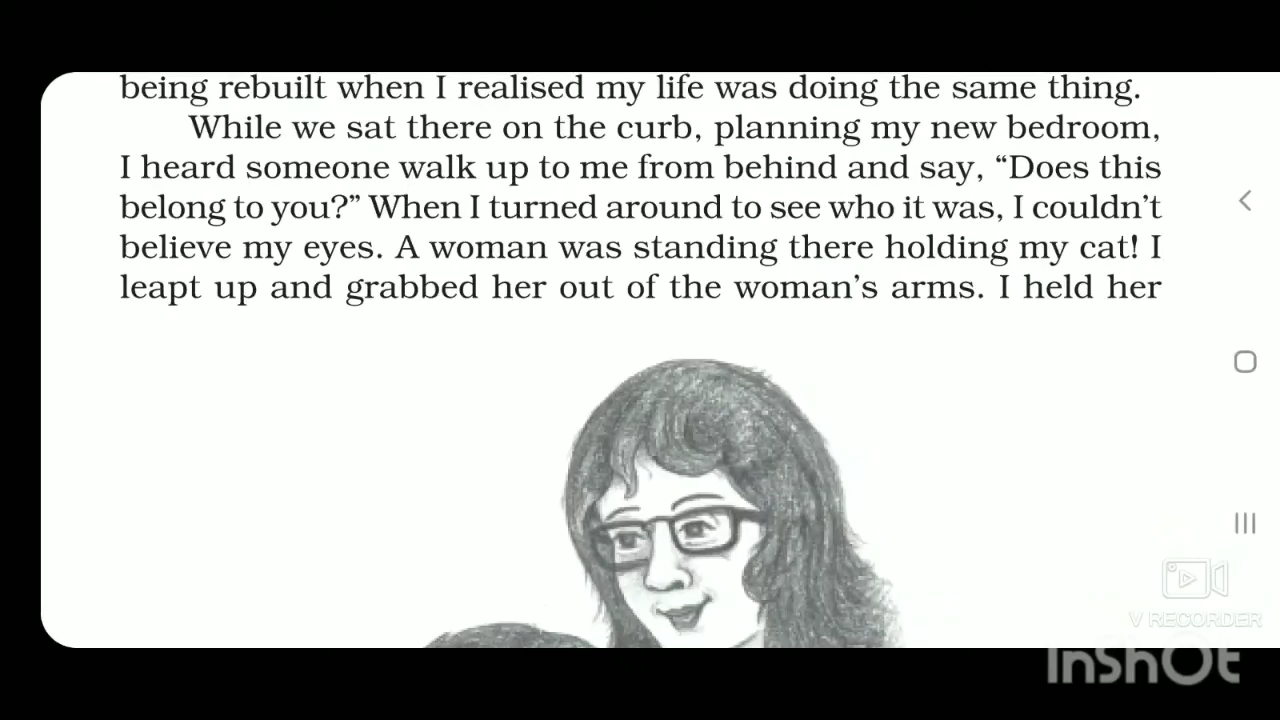 being rebuilt when I realised my life was doing the same thing.
While we sat there on the curb, planning my new bedroom,
I heard someone walk up to me from behind and say, “Does this
belong to you?” When I turned around to see who it was, I couldn’t
believe my eyes. A woman was standing there holding my cat! I
leapt up and grabbed her out of the woman’s arms. I held her
V RECORDER
InShOt